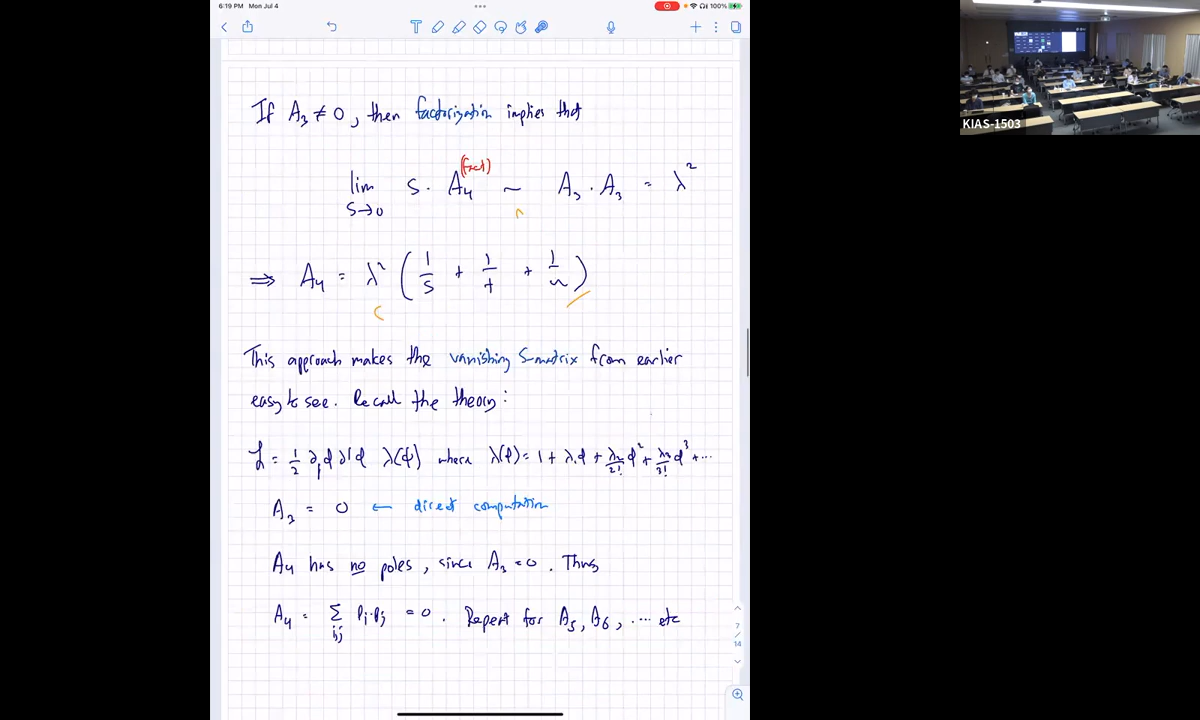 6:19 PM Mon Jul 4
100%
If A₃ ≠ 0, then factorization implies that
(fact)
lim s · A₄ ~ A₃ · A₃ = λ²
s→0
⇒ A₄ = λ² ( 1/s + 1/t + 1/u )
This approach makes the vanishing S-matrix from earlier
easy to see. Recall the theory:
L = 1/2 ∂μϕ ∂^μϕ λ(ϕ) where λ(ϕ) = 1 + λ₁ϕ + λ₂/2! ϕ² + λ₃/3! ϕ³ + ...
A₃ = 0 ← direct computation
A₄ has no poles, since A₃ = 0. Thus
A₄ = Σ pᵢ·pⱼ = 0. Repeat for A₅, A₆, .... etc
ij
7
/
14
KIAS-1503